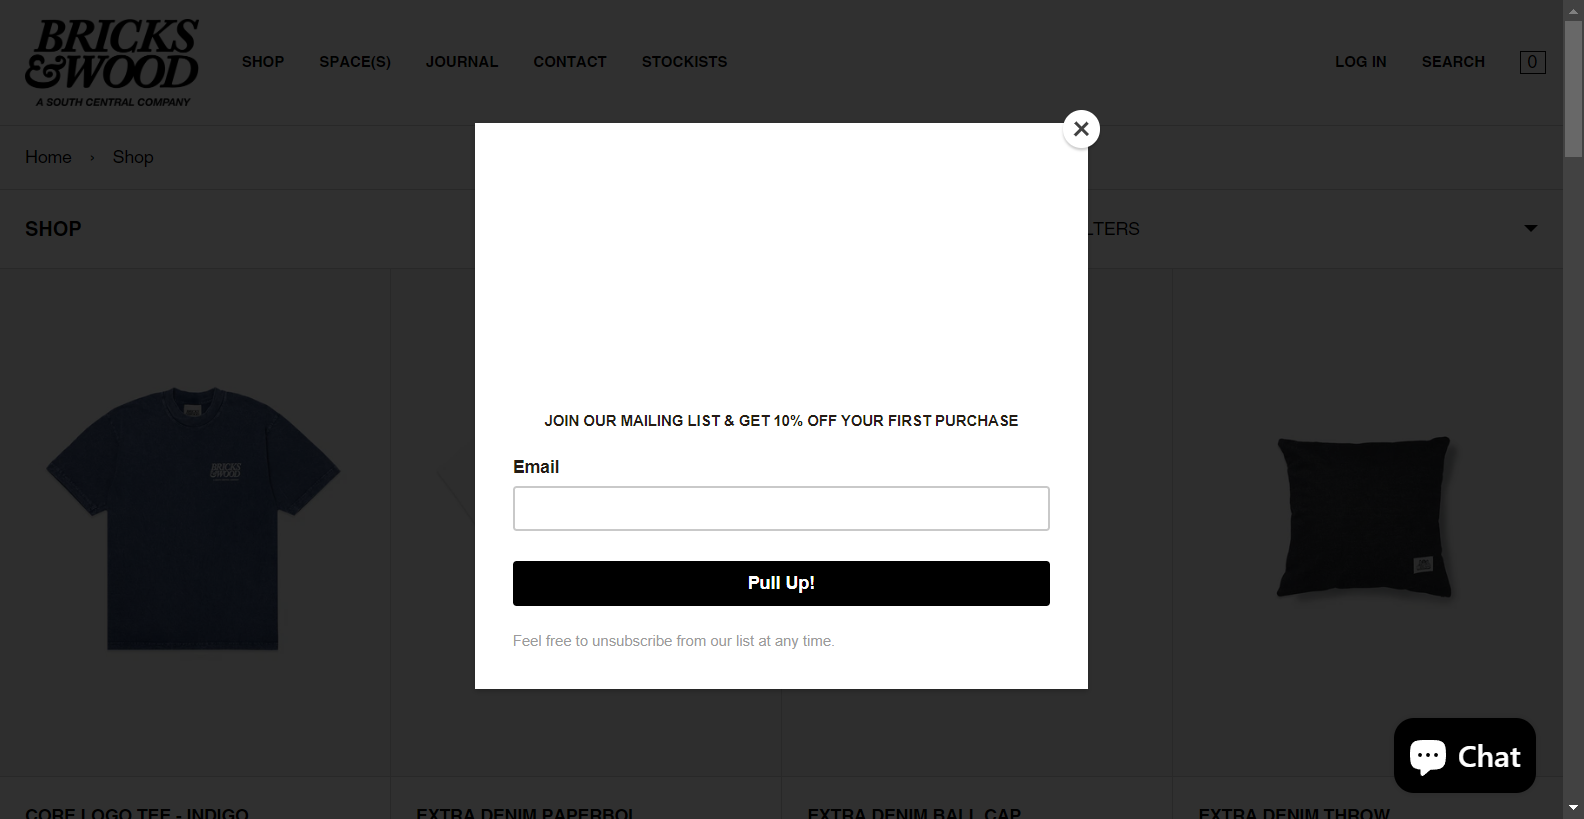 BRICKS
&WOOD
A SOUTH CENTRAL COMPANY
SHOP
SPACE(S)
JOURNAL
CONTACT
STOCKISTS
LOG IN
SEARCH
0
Home › Shop
SHOP
LTERS
JOIN OUR MAILING LIST & GET 10% OFF YOUR FIRST PURCHASE
Email
Pull Up!
Feel free to unsubscribe from our list at any time.
BRICKS
&WOOD
Chat
CORE LOGO TEE - INDIGO
EXTRA DENIM PAPERBOI
EXTRA DENIM BALL CAP
EXTRA DENIM THROW